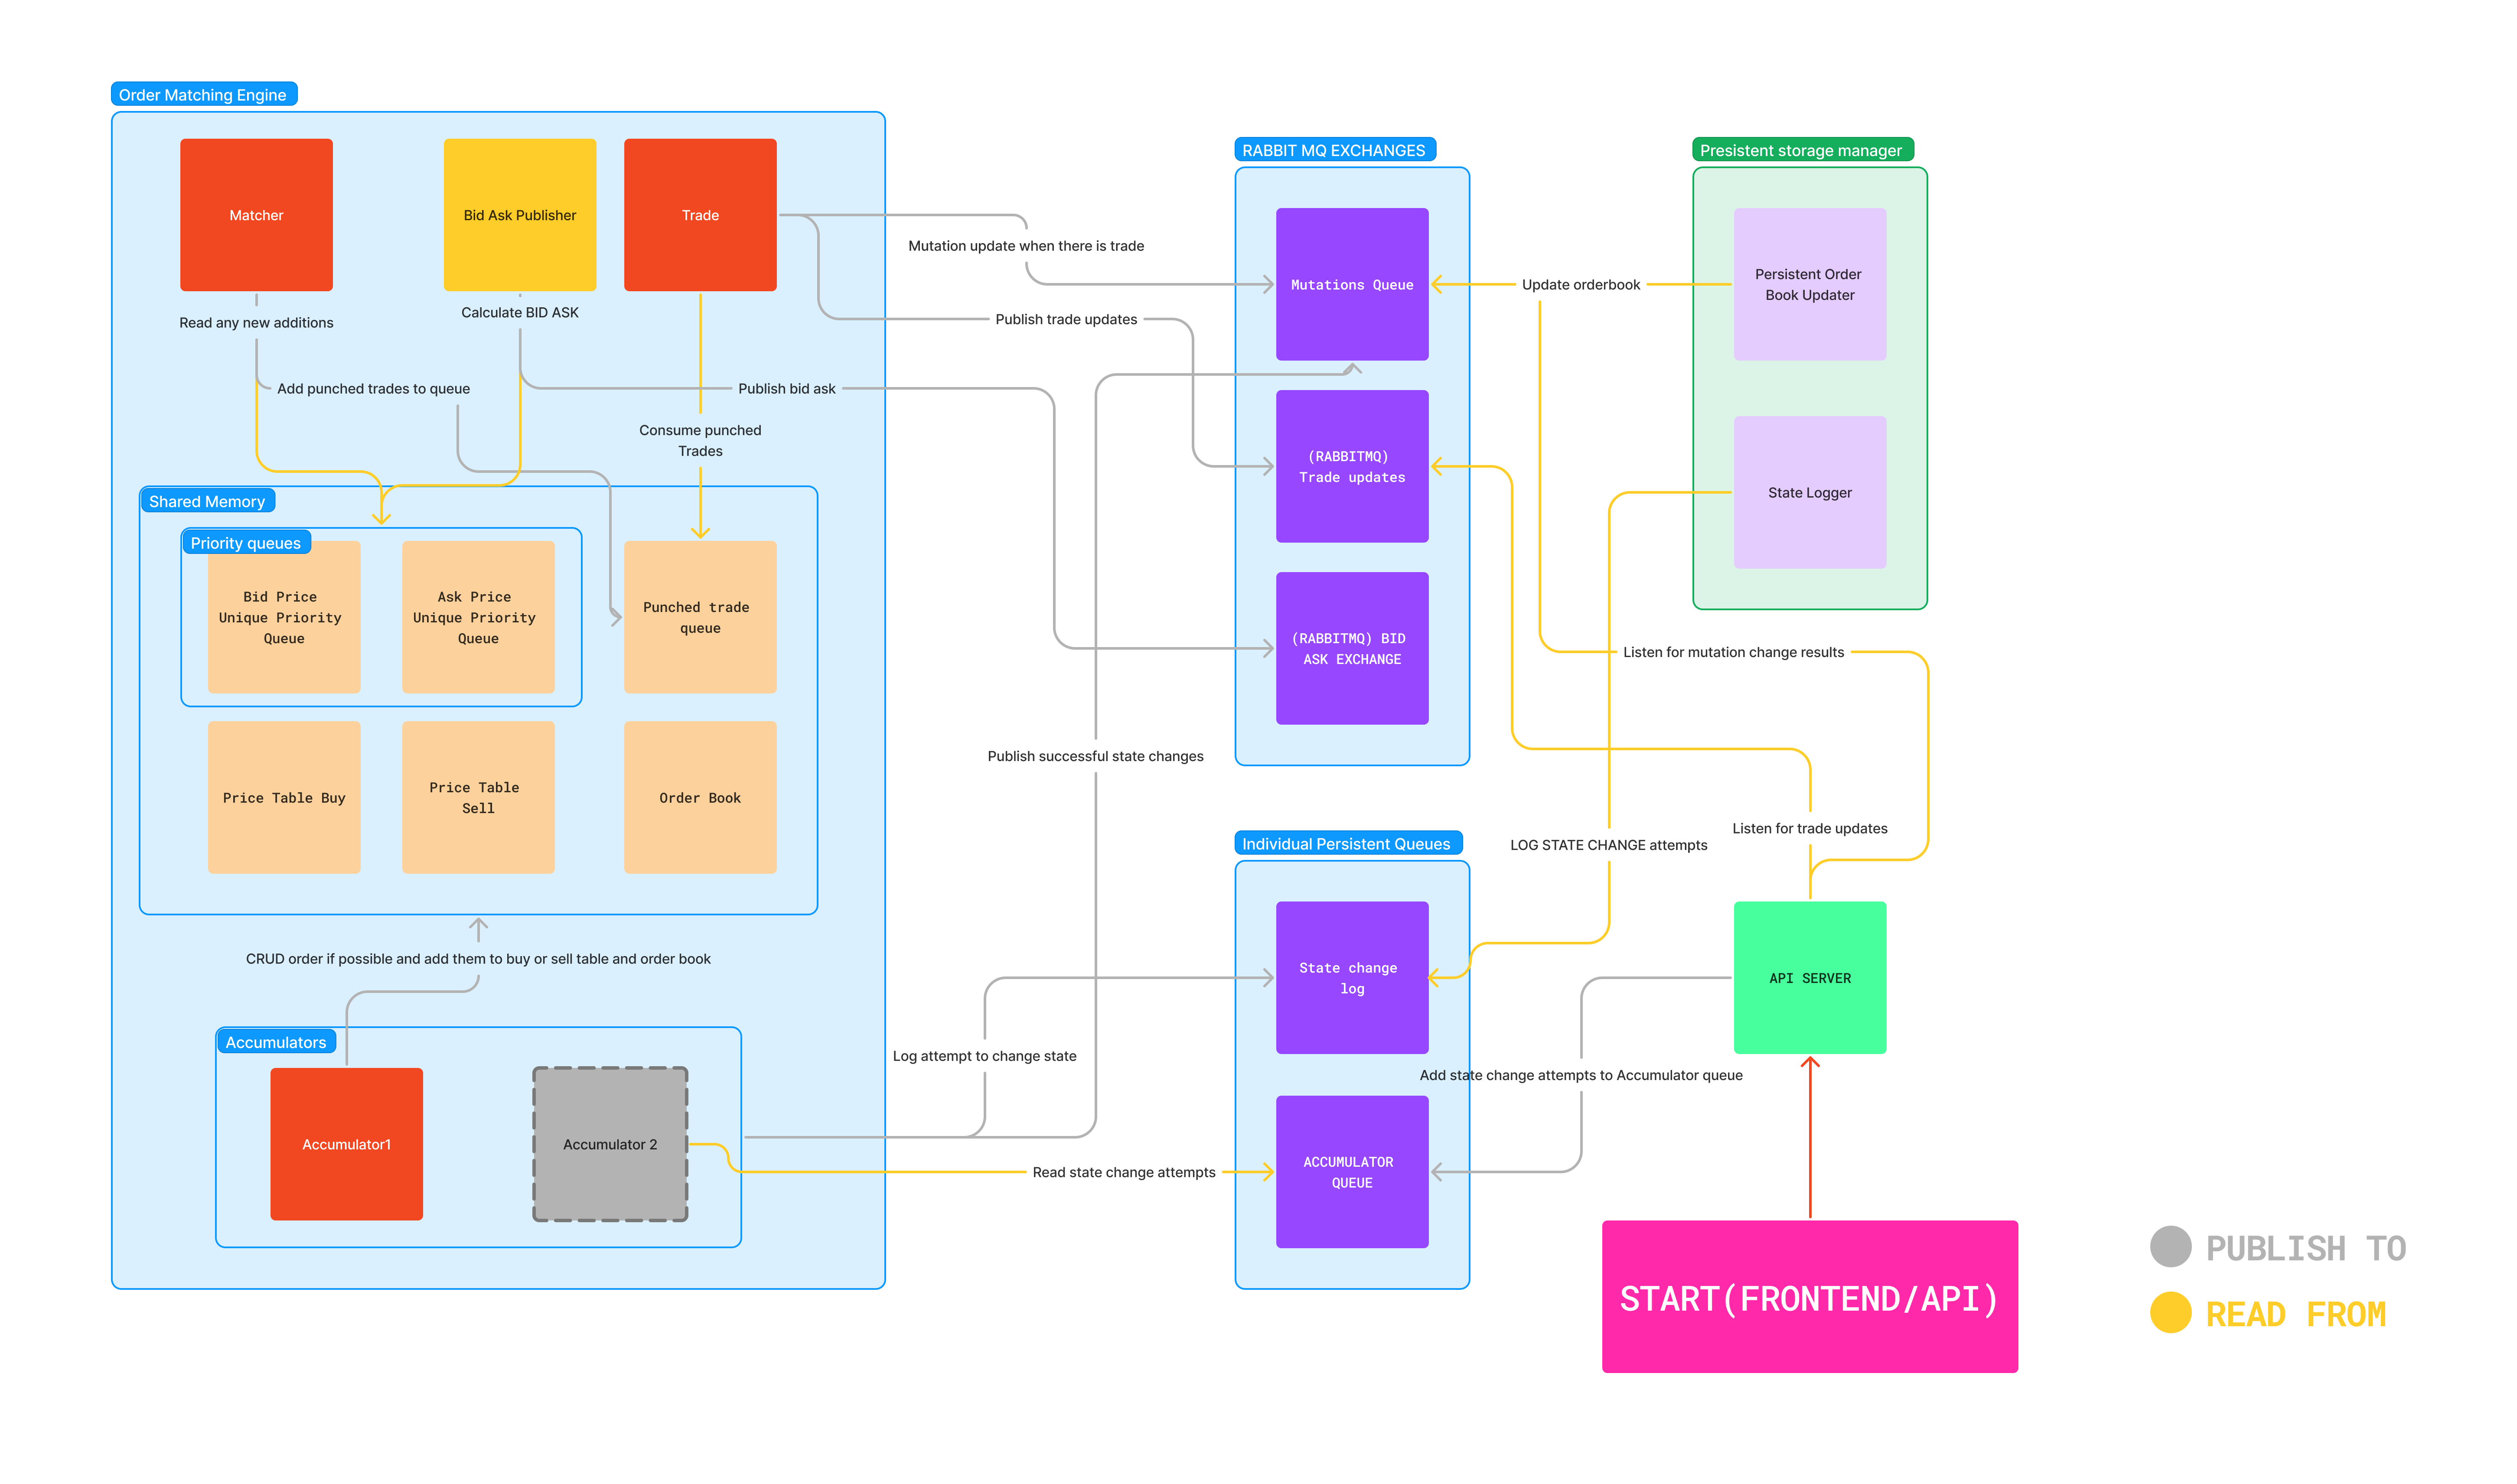 Order Matching Engine
Matcher
Bid Ask Publisher
Trade
Read any new additions
Calculate BID ASK
Add punched trades to queue
Publish bid ask
Consume punched
Trades
Mutation update when there is trade
Publish trade updates
Shared Memory
Priority queues
Bid Price
Unique Priority
Queue
Ask Price
Unique Priority
Queue
Punched trade
queue
Price Table Buy
Price Table
Sell
Order Book
CRUD order if possible and add them to buy or sell table and order book
Accumulators
Accumulator1
Accumulator 2
Publish successful state changes
Log attempt to change state
Read state change attempts
RABBIT MQ EXCHANGES
Mutations Queue
(RABBITMQ)
Trade updates
(RABBITMQ) BID
ASK EXCHANGE
Individual Persistent Queues
State change
log
ACCUMULATOR
QUEUE
Presistent storage manager
Persistent Order
Book Updater
State Logger
Update orderbook
Listen for mutation change results
Listen for trade updates
LOG STATE CHANGE attempts
API SERVER
Add state change attempts to Accumulator queue
START(FRONTEND/API)
PUBLISH TO
READ FROM